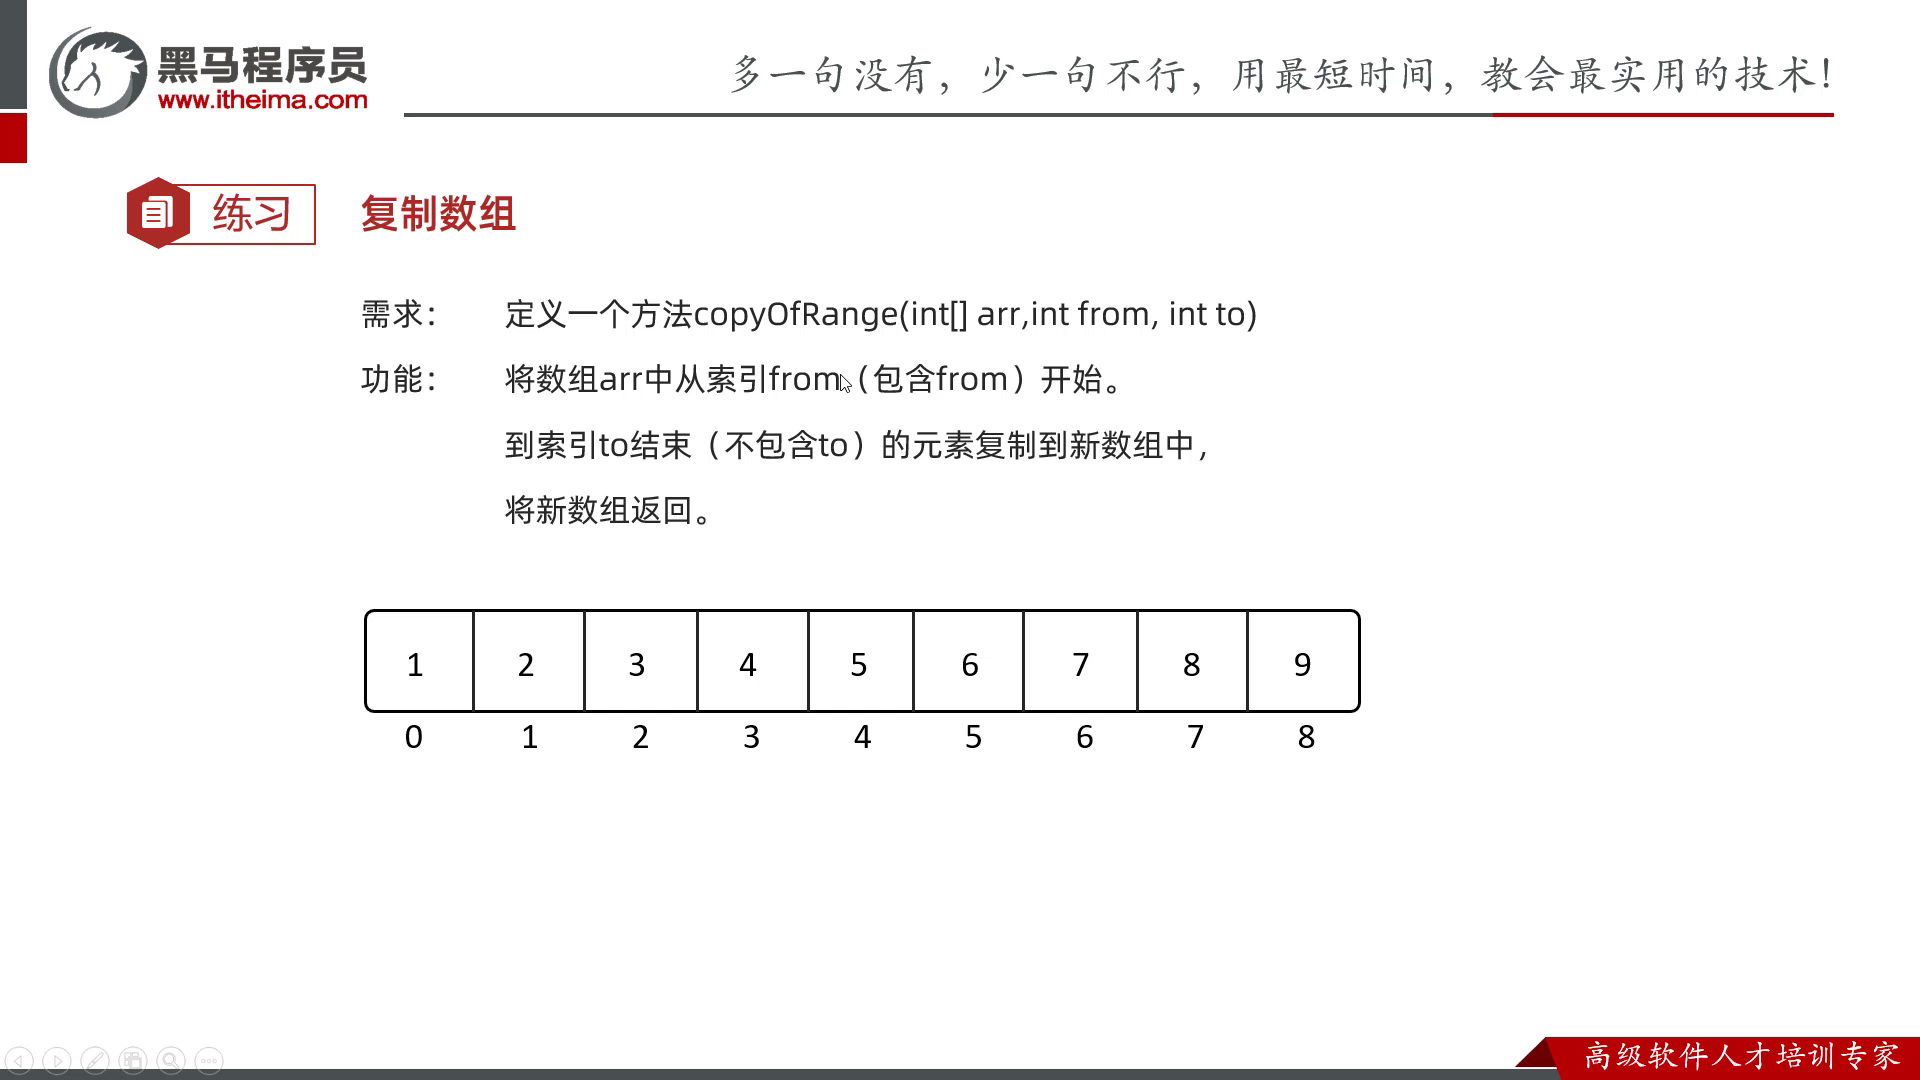 黑马程序员
www.itheima.com
多一句没有，少一句不行，用最短时间，教会最实用的技术！
练习
复制数组
需求： 定义一个方法copyOfRange(int[] arr,int from, int to)
功能： 将数组arr中从索引from（包含from）开始。
到索引to结束（不包含to）的元素复制到新数组中，
将新数组返回。
1 2 3 4 5 6 7 8 9
0 1 2 3 4 5 6 7 8
高级软件人才培训专家